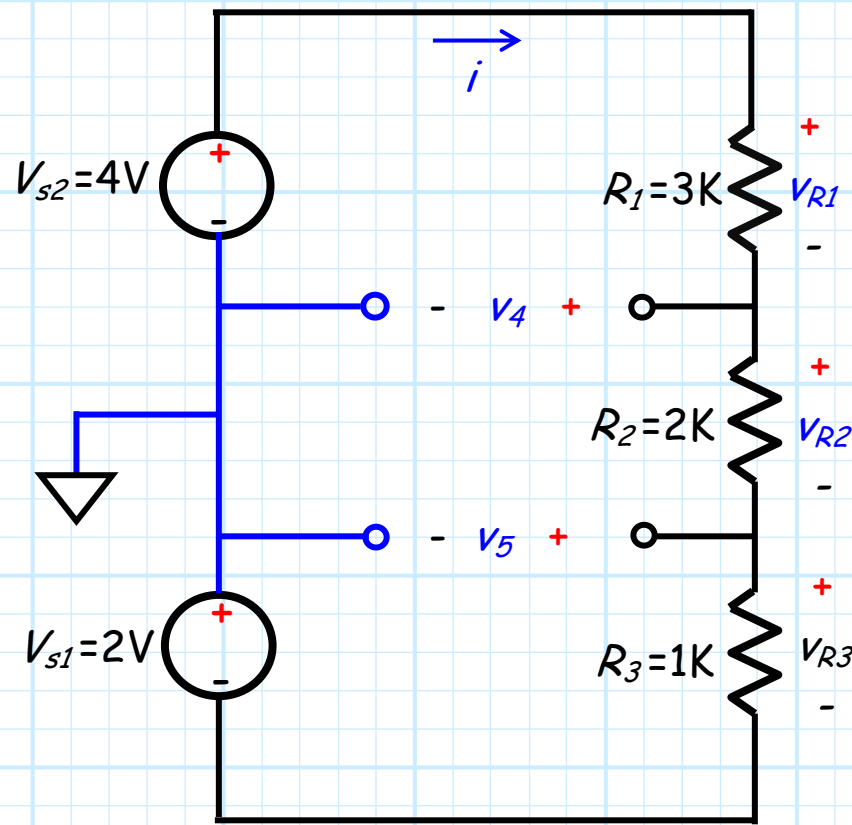 i
+
Vs2=4V
+
-
R1=3K
vR1
-
- v4 +
+
R2=2K
vR2
-
- v5 +
+
Vs1=2V
+
-
R3=1K
vR3
-